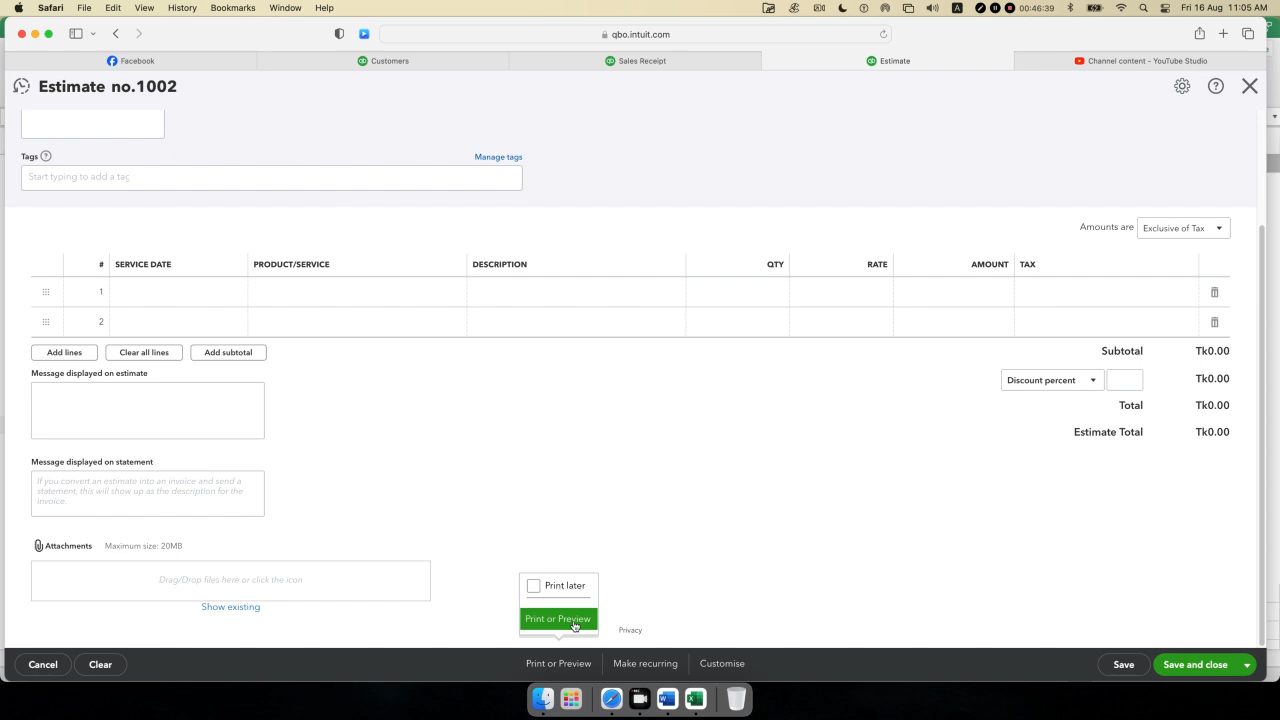 Safari File Edit View History Bookmarks Window Help
A 00:46:39 Fri 16 Aug 11:05 AM
qbo.intuit.com
Facebook Customers Sales Receipt Estimate Channel content – YouTube Studio
Estimate no.1002
Tags ? Manage tags
Start typing to add a tag
Amounts are Exclusive of Tax
# SERVICE DATE PRODUCT/SERVICE DESCRIPTION QTY RATE AMOUNT TAX
1
2
Add lines Clear all lines Add subtotal
Subtotal Tk0.00
Message displayed on estimate
Discount percent Tk0.00
Total Tk0.00
Estimate Total Tk0.00
Message displayed on statement
If you convert an estimate into an invoice and send a
statement, this will show up as the description for the
invoice.
Attachments Maximum size: 20MB
Drag/Drop files here or click the icon
Show existing
Print later
Print or Preview
Privacy
Cancel Clear Print or Preview Make recurring Customise Save Save and close